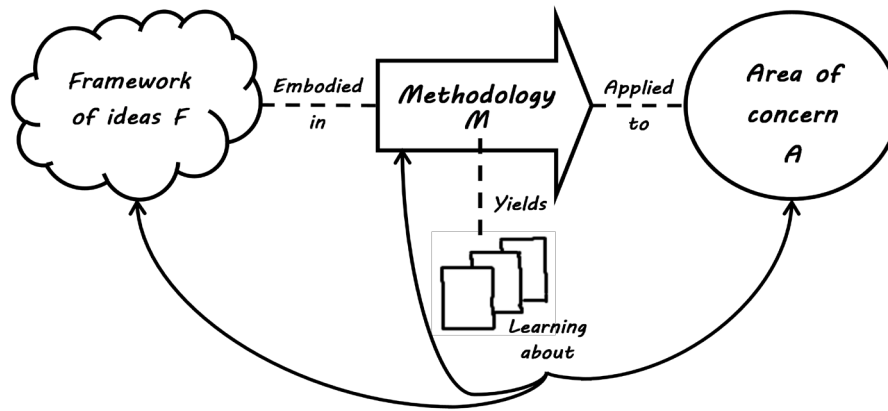 Framework
of ideas F
Embodied
in
Methodology
M
Applied
to
Area of
concern
A
Yields
Learning
about